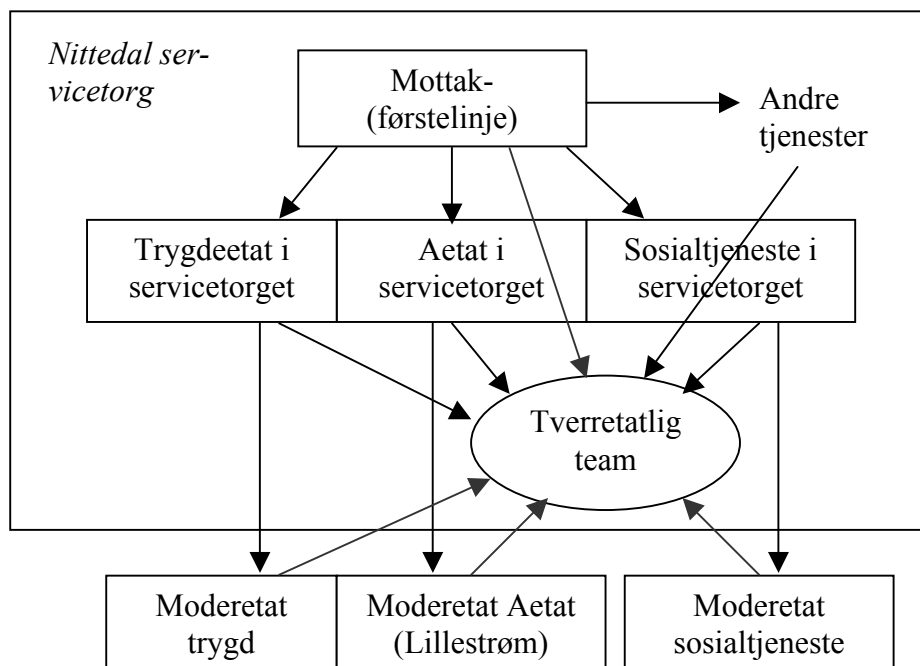 Nittedal ser-
vicetorg
Mottak-
(førstelinje)
Andre
tjenester
Trygdeetat i
servicetorget
Aetat i
servicetorget
Sosialtjeneste i
servicetorget
Tverretatlig
team
Moderetat
trygd
Moderetat Aetat
(Lillestrøm)
Moderetat
sosialtjeneste